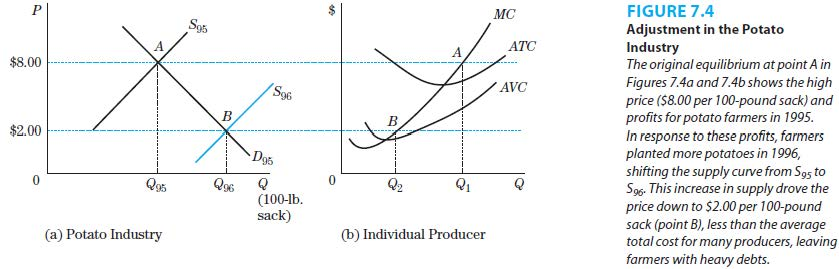 P
S95
A
$8.00
S96
B
$2.00
D95
0
Q95
Q96
Q
(100-lb.
sack)
(a) Potato Industry
$
MC
ATC
A
AVC
B
0
Q2
Q1
Q
(b) Individual Producer
FIGURE 7.4
Adjustment in the Potato
Industry
The original equilibrium at point A in
Figures 7.4a and 7.4b shows the high
price ($8.00 per 100-pound sack) and
profits for potato farmers in 1995.
In response to these profits, farmers
planted more potatoes in 1996,
shifting the supply curve from S95 to
S96. This increase in supply drove the
price down to $2.00 per 100-pound
sack (point B), less than the average
total cost for many producers, leaving
farmers with heavy debts.